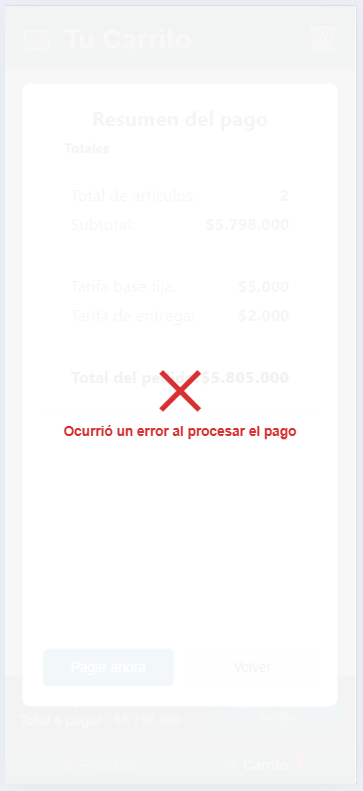 Tu Carrito
Resumen del pago
Totales
Total de artículos: 2
Subtotal: $5.798.000
Tarifa base fija: $5.000
Tarifa de entrega: $2.000
Total del pedido: $5.805.000
Ocurrió un error al procesar el pago
Pagar ahora Volver
Total a pagar: $5.798.000
Productos Carrito